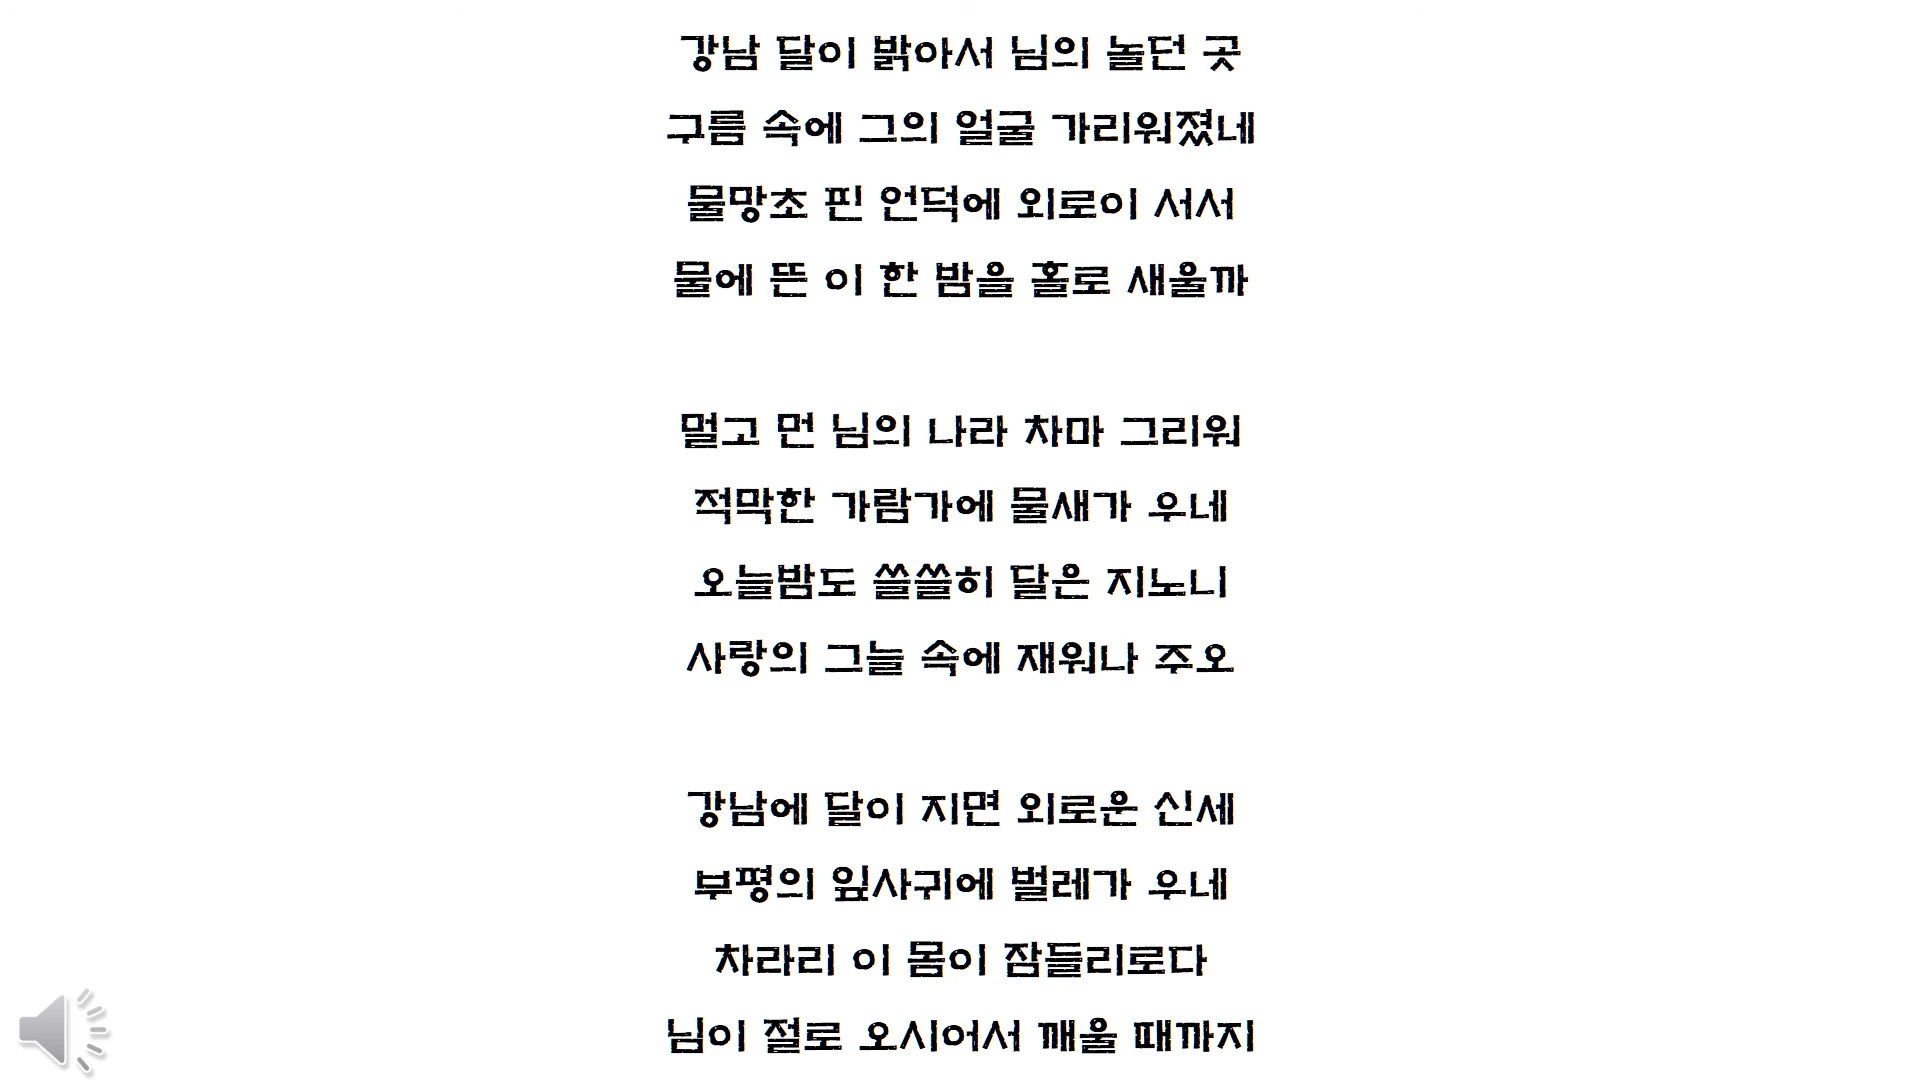 강남 달이 밝아서 님의 놀던 곳
구름 속에 그의 얼굴 가리워졌네
물망초 핀 언덕에 외로이 서서
물에 뜬 이 한 밤을 홀로 새울까
멀고 먼 님의 나라 차마 그리워
적막한 가람가에 물새가 우네
오늘밤도 쓸쓸히 달은 지노니
사랑의 그늘 속에 재워나 주오
강남에 달이 지면 외로운 신세
부평의 잎사귀에 벌레가 우네
차라리 이 몸이 잠들리로다
님이 절로 오시어서 깨울 때까지